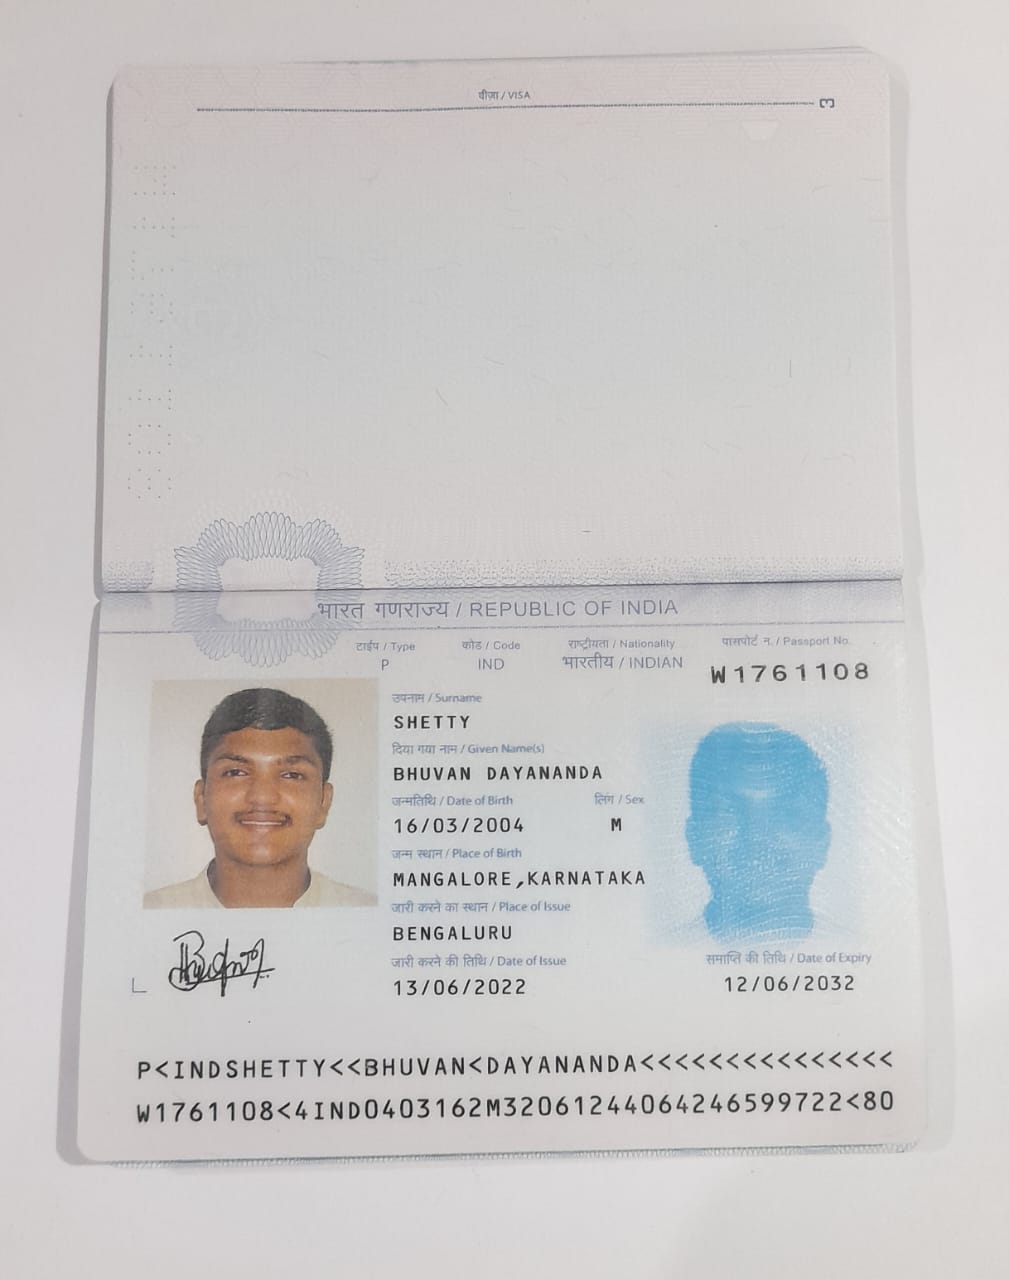 वीज़ा / VISA
3
भारत गणराज्य / REPUBLIC OF INDIA
टाईप / Type कोड / Code राष्ट्रीयता / Nationality पासपोर्ट न. / Passport No.
P IND भारतीय / INDIAN W1761108
उपनाम / Surname
SHETTY
दिया गया नाम / Given Name(s)
BHUVAN DAYANANDA
जन्मतिथि / Date of Birth लिंग / Sex
16/03/2004 M
जन्म स्थान / Place of Birth
MANGALORE,KARNATAKA
जारी करने का स्थान / Place of Issue
BENGALURU
जारी करने की तिथि / Date of Issue समाप्ति की तिथि / Date of Expiry
13/06/2022 12/06/2032
P<INDSHETTY<<BHUVAN<DAYANANDA<<<<<<<<<<<<<<<
W1761108<4IND0403162M32061244064246599722<80